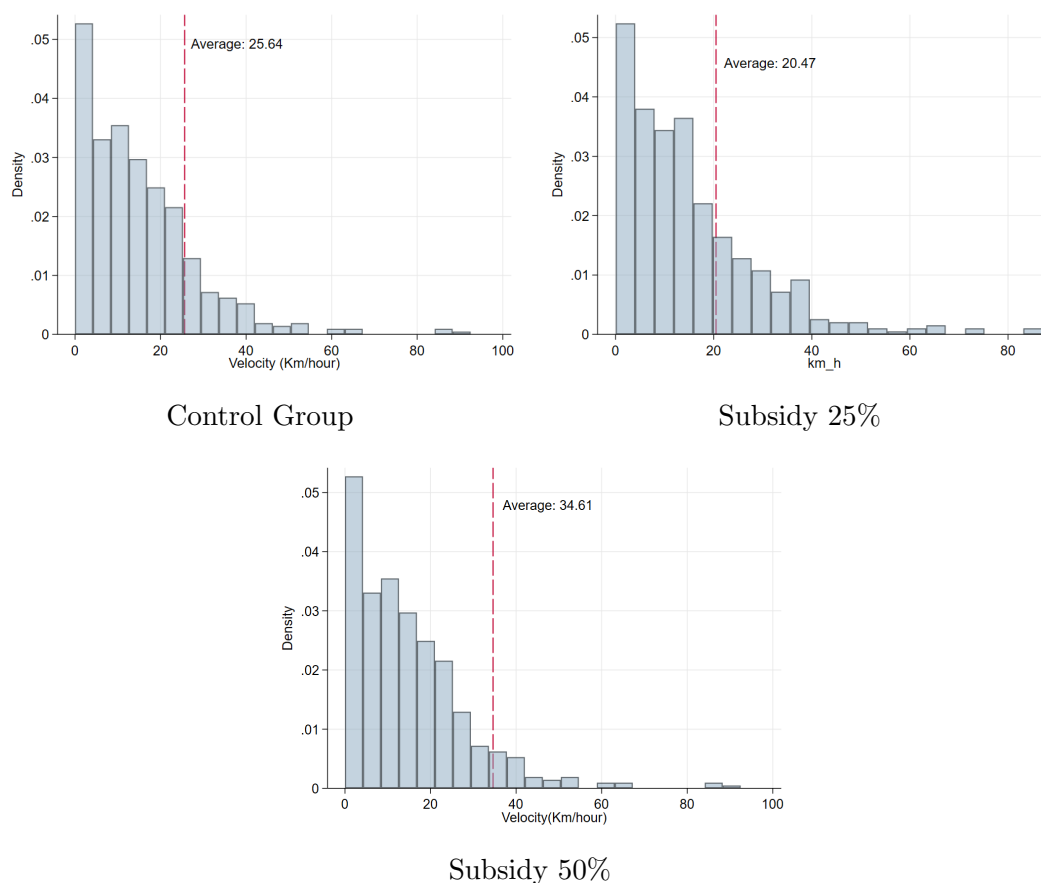 .05
.04
.03
.02
.01
0
Density
Average: 25.64
0 20 40 60 80 100
Velocity (Km/hour)
Control Group
.05
.04
.03
.02
.01
0
Density
Average: 20.47
0 20 40 60 80
km_h
Subsidy 25%
.05
.04
.03
.02
.01
0
Density
Average: 34.61
0 20 40 60 80 100
Velocity(Km/hour)
Subsidy 50%